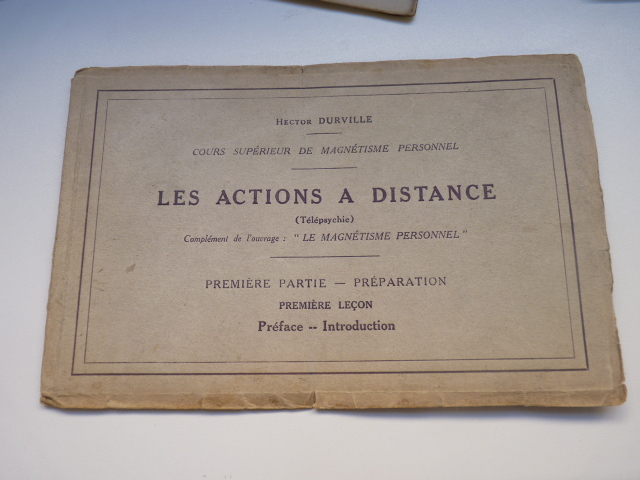 Hector DURVILLE
COURS SUPÉRIEUR DE MAGNÉTISME PERSONNEL
LES ACTIONS A DISTANCE
(Télépsychie)
Complément de l'ouvrage : " LE MAGNÉTISME PERSONNEL "
PREMIÈRE PARTIE — PRÉPARATION
PREMIÈRE LEÇON
Préface -- Introduction